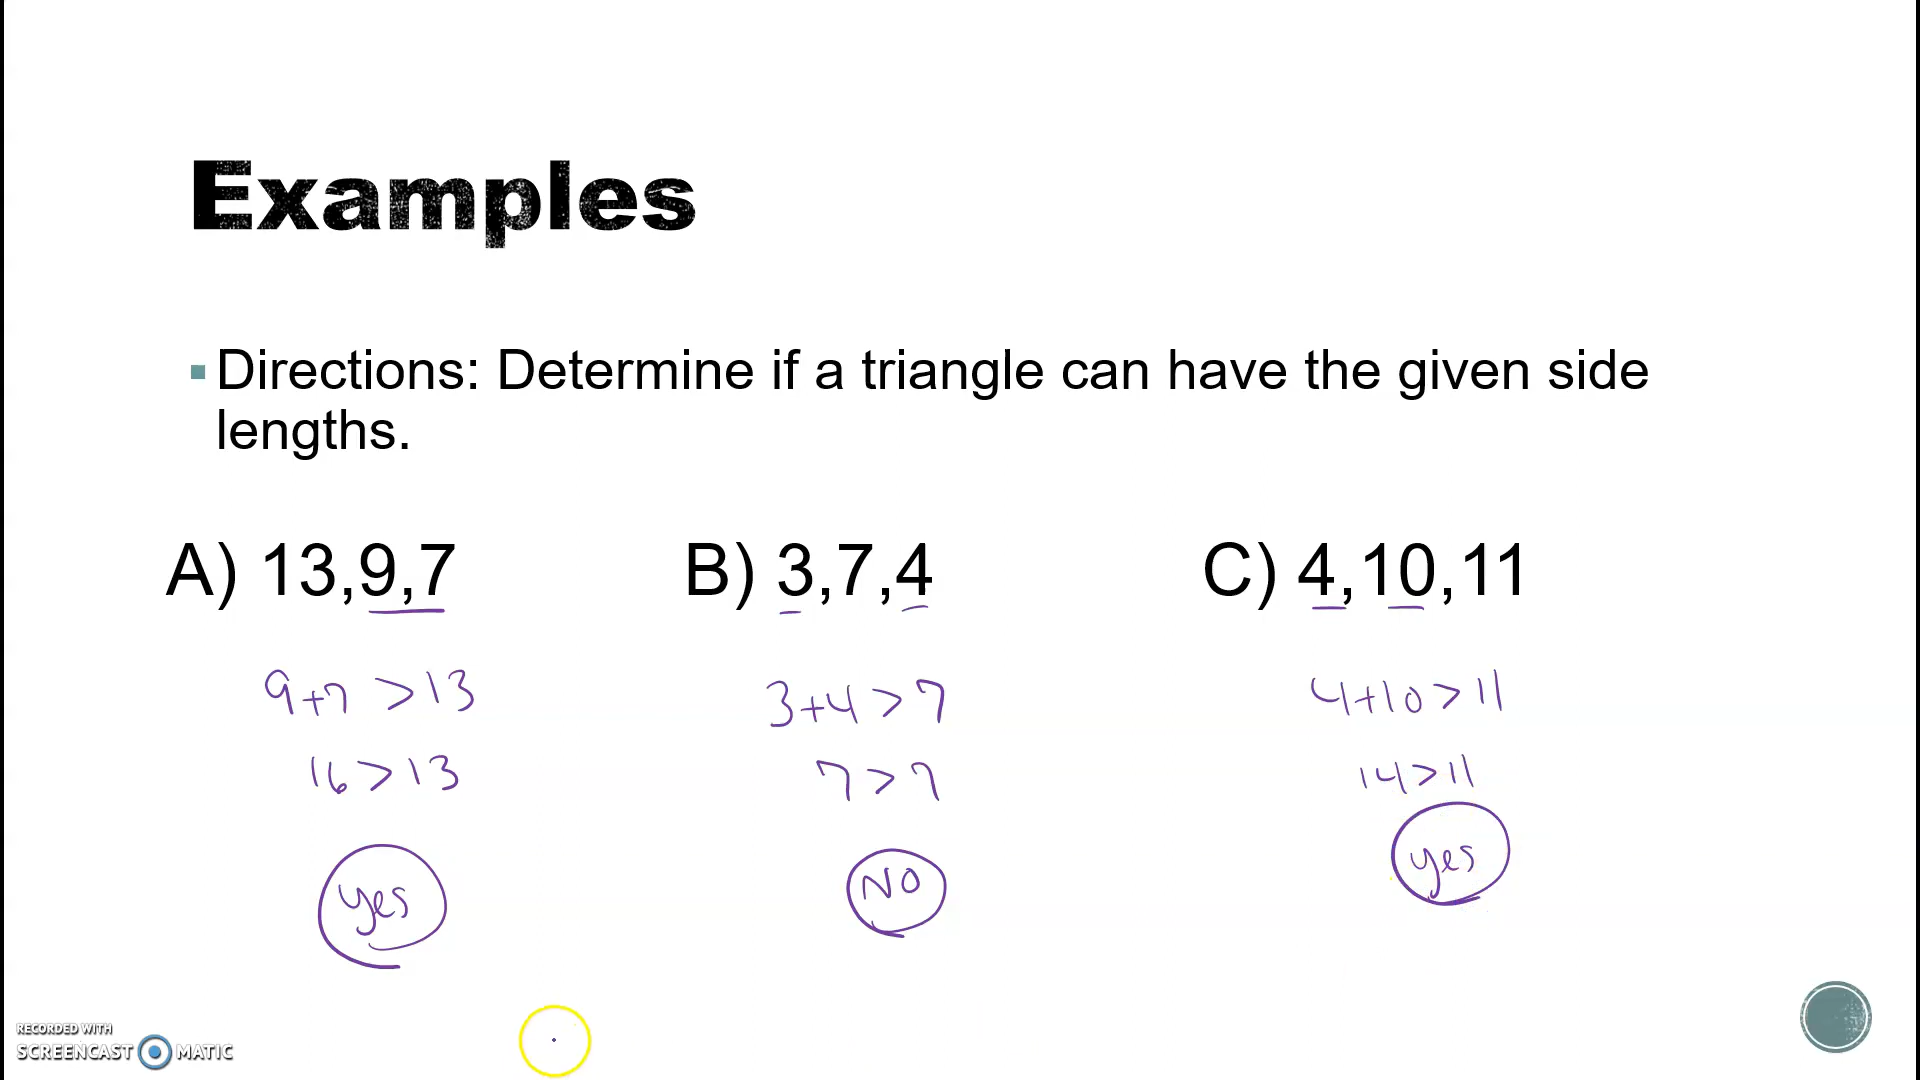 Examples
▪ Directions: Determine if a triangle can have the given side
lengths.
A) 13,9,7
9+7 >13
16>13
yes
B) 3,7,4
3+4>7
7>7
NO
C) 4,10,11
4+10>11
14>11
yes
RECORDED WITH
SCREENCAST MATIC